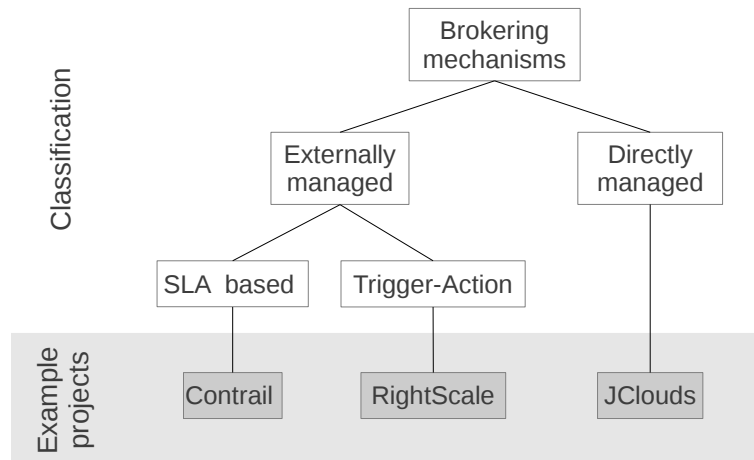 Brokering
mechanisms
Classification
Externally
managed
Directly
managed
SLA based
Trigger-Action
Example
projects
Contrail
RightScale
JClouds